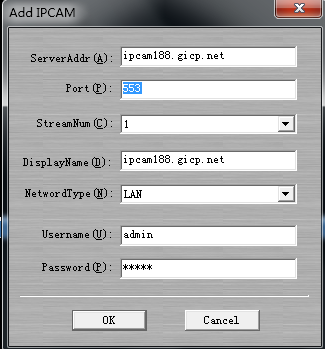 Add IPCAM
ServerAddr(A): ipcam188.gicp.net
Port(P): 553
StreamNum(C): 1
DisplayName(D): ipcam188.gicp.net
NetwordType(N): LAN
Username(U): admin
Password(P): *****
OK Cancel